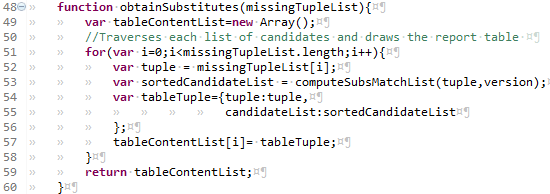 48 function obtainSubstitutes(missingTupleList){
49 var tableContentList=new Array();
50 //Traverses each list of candidates and draws the report table
51 for(var i=0;i<missingTupleList.length;i++){
52 var tuple = missingTupleList[i];
53 var sortedCandidateList = computeSubsMatchList(tuple,version);
54 var tableTuple={tuple:tuple,
55 candidateList:sortedCandidateList
56 };
57 tableContentList[i]= tableTuple;
58 }
59 return tableContentList;
60 }